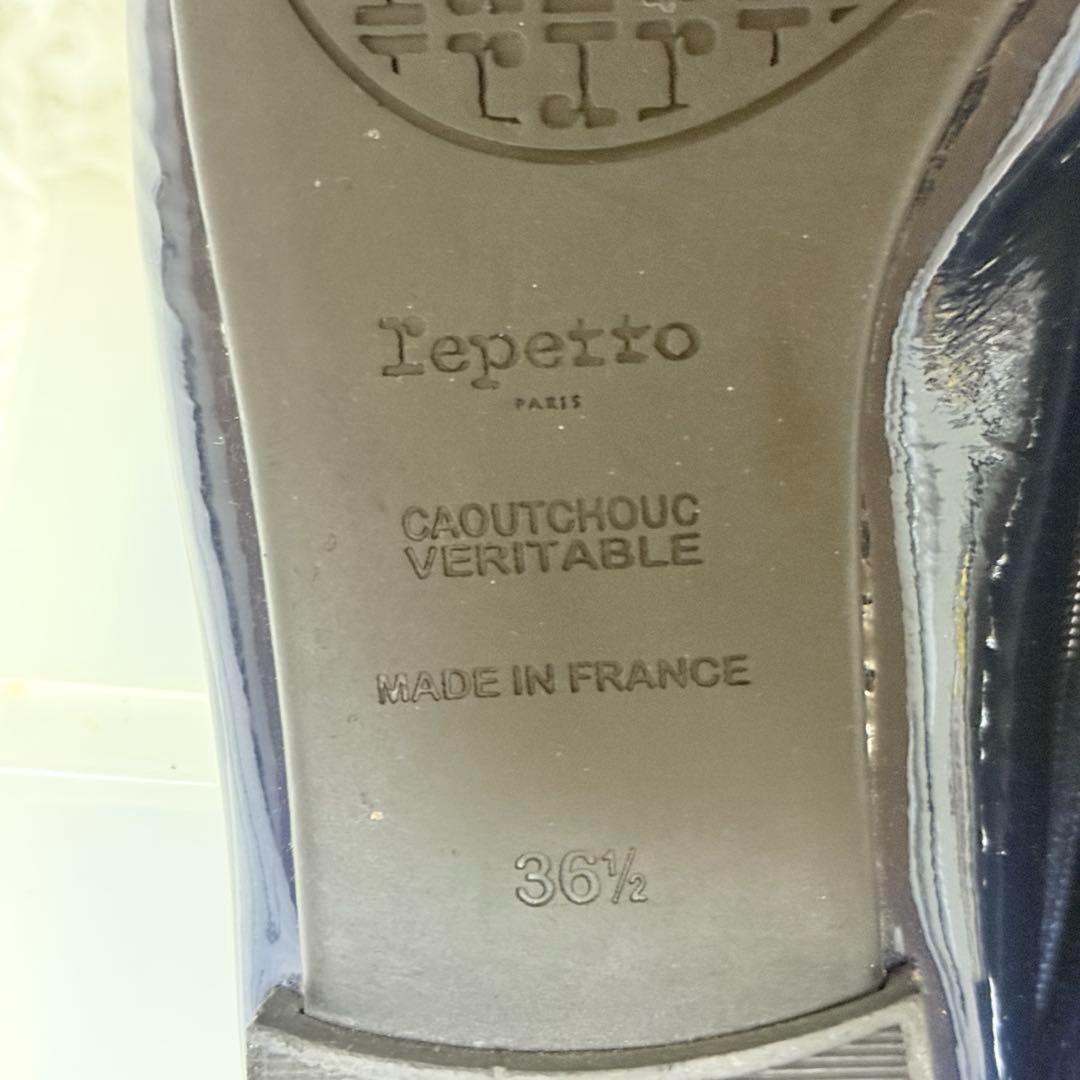 repetto
PARIS
CAOUTCHOUC
VERITABLE
MADE IN FRANCE
36½